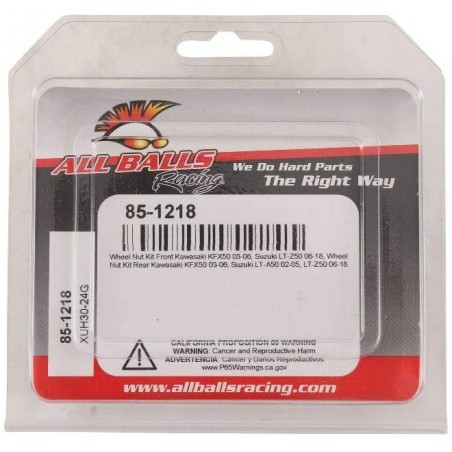 ALL BALLS
Racing
We Do Hard Parts
The Right Way
85-1218
Wheel Nut Kit Front Kawasaki KFX50 03-06, Suzuki LT-Z50 06-18, Wheel
Nut Kit Rear Kawasaki KFX50 03-06, Suzuki LT-A50 02-05, LT-Z50 06-18
85-1218
XUH30-24G
CALIFORNIA PROPOSITION 65 WARNING
WARNING: Cancer and Reproductive Harm.
ADVERTENCIA: Cáncer y Daños Reproductivos
www.P65Warnings.ca.gov
www.allballsracing.com